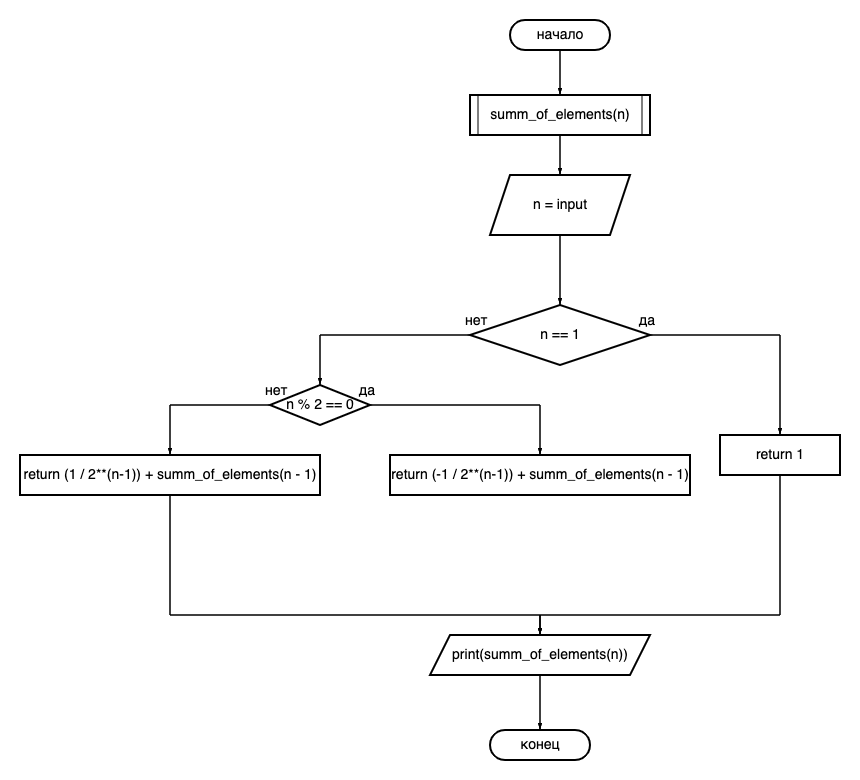 начало
summ_of_elements(n)
n = input
нет
да
n == 1
нет
да
n % 2 == 0
return (1 / 2**(n-1)) + summ_of_elements(n - 1)
return (-1 / 2**(n-1)) + summ_of_elements(n - 1)
return 1
print(summ_of_elements(n))
конец